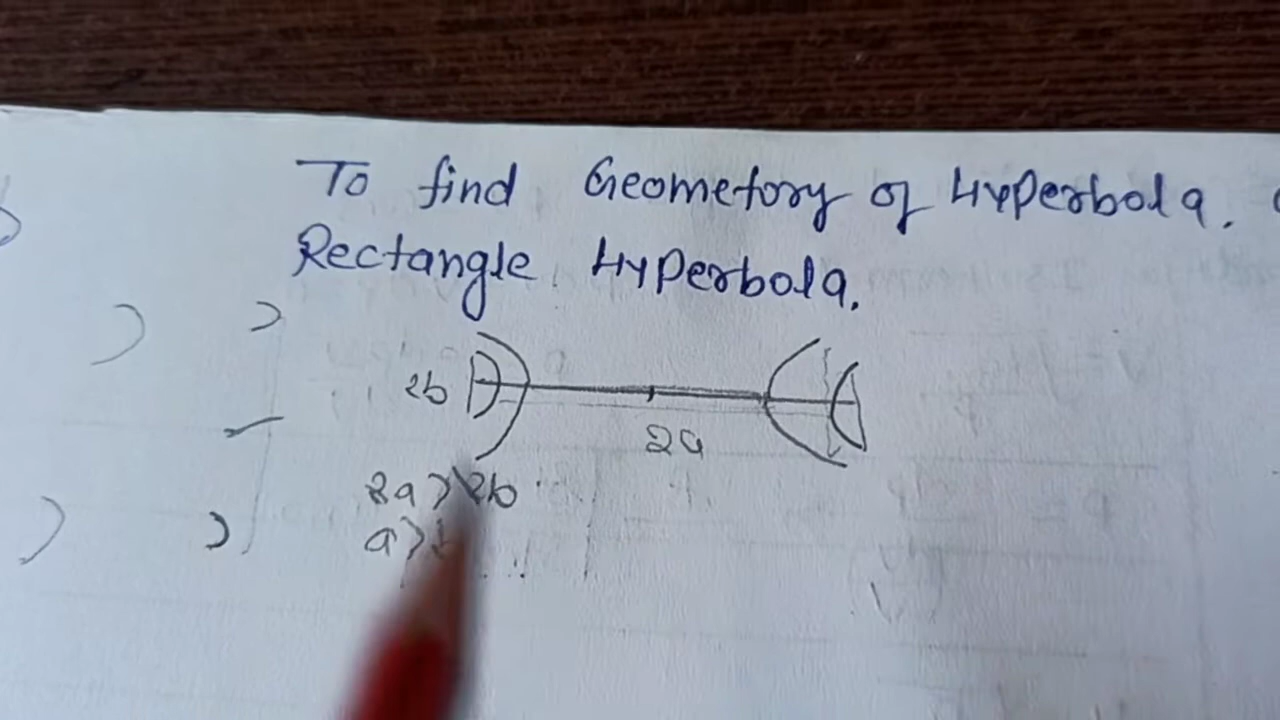 To find Geometory of Hyperbola.
Rectangle Hyperbola.
2b
2a
2a > 2b
a >